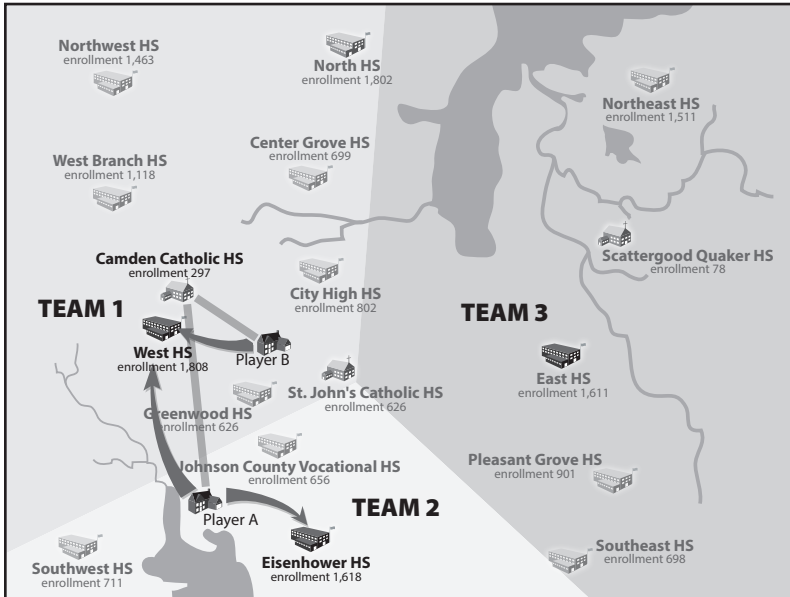 Northwest HS
enrollment 1,463
North HS
enrollment 1,802
Northeast HS
enrollment 1,511
West Branch HS
enrollment 1,118
Center Grove HS
enrollment 699
Camden Catholic HS
enrollment 297
Scattergood Quaker HS
enrollment 78
City High HS
enrollment 802
TEAM 1
TEAM 3
West HS
enrollment 1,808
Player B
St. John's Catholic HS
enrollment 626
East HS
enrollment 1,611
Greenwood HS
enrollment 626
Johnson County Vocational HS
enrollment 656
Pleasant Grove HS
enrollment 901
TEAM 2
Player A
Southwest HS
enrollment 711
Eisenhower HS
enrollment 1,618
Southeast HS
enrollment 698